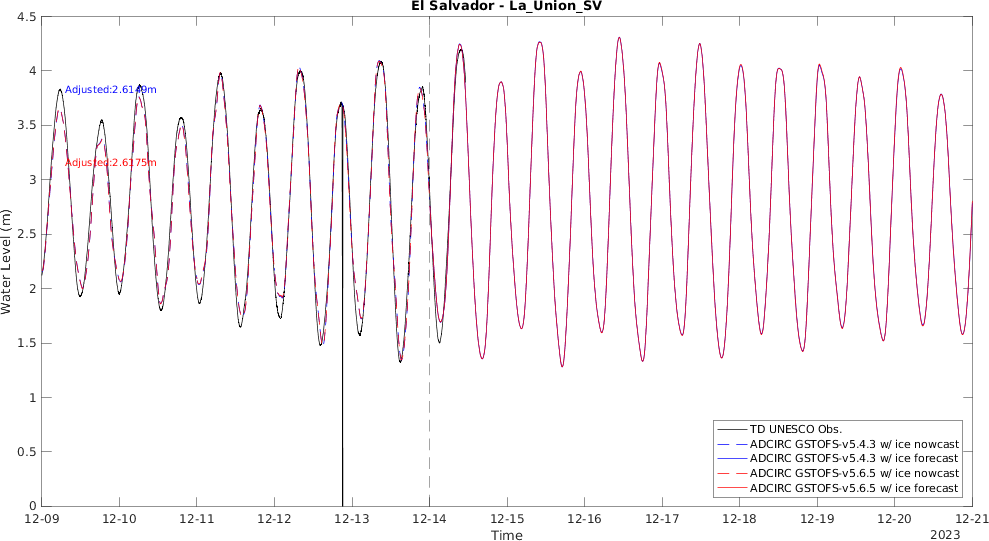 El Salvador - La_Union_SV
4.5
4
3.5
3
2.5
2
1.5
1
0.5
0
Water Level (m)
Adjusted:2.6149m
Adjusted:2.6175m
TD UNESCO Obs.
ADCIRC GSTOFS-v5.4.3 w/ ice nowcast
ADCIRC GSTOFS-v5.4.3 w/ ice forecast
ADCIRC GSTOFS-v5.6.5 w/ ice nowcast
ADCIRC GSTOFS-v5.6.5 w/ ice forecast
12-09 12-10 12-11 12-12 12-13 12-14 12-15 12-16 12-17 12-18 12-19 12-20 12-21
Time
2023